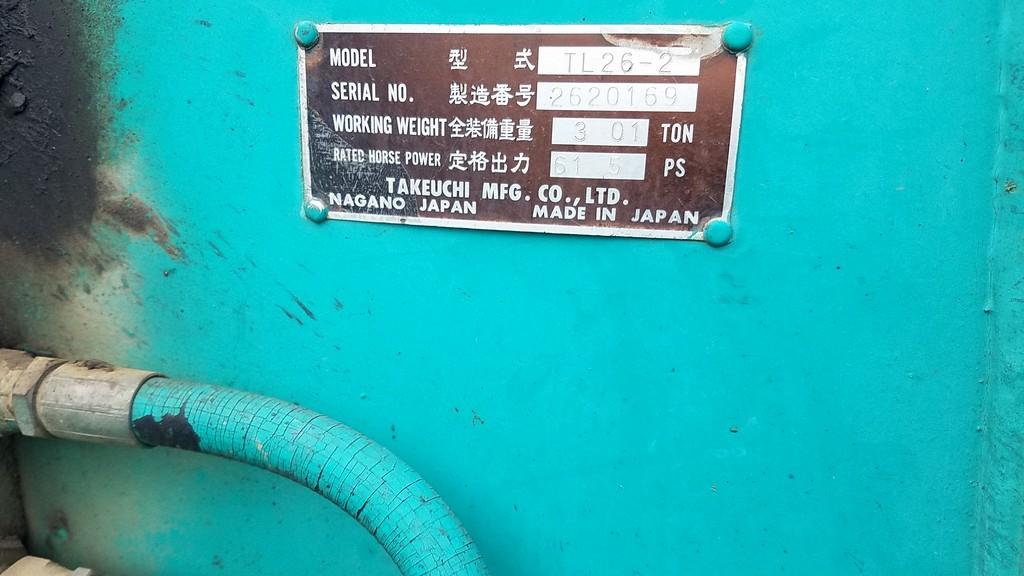 MODEL 型 式 TL26-2
SERIAL NO. 製造番号 2620169
WORKING WEIGHT 全装備重量 3 01 TON
RATED HORSE POWER 定格出力 61 5 PS
TAKEUCHI MFG. CO., LTD.
NAGANO JAPAN MADE IN JAPAN